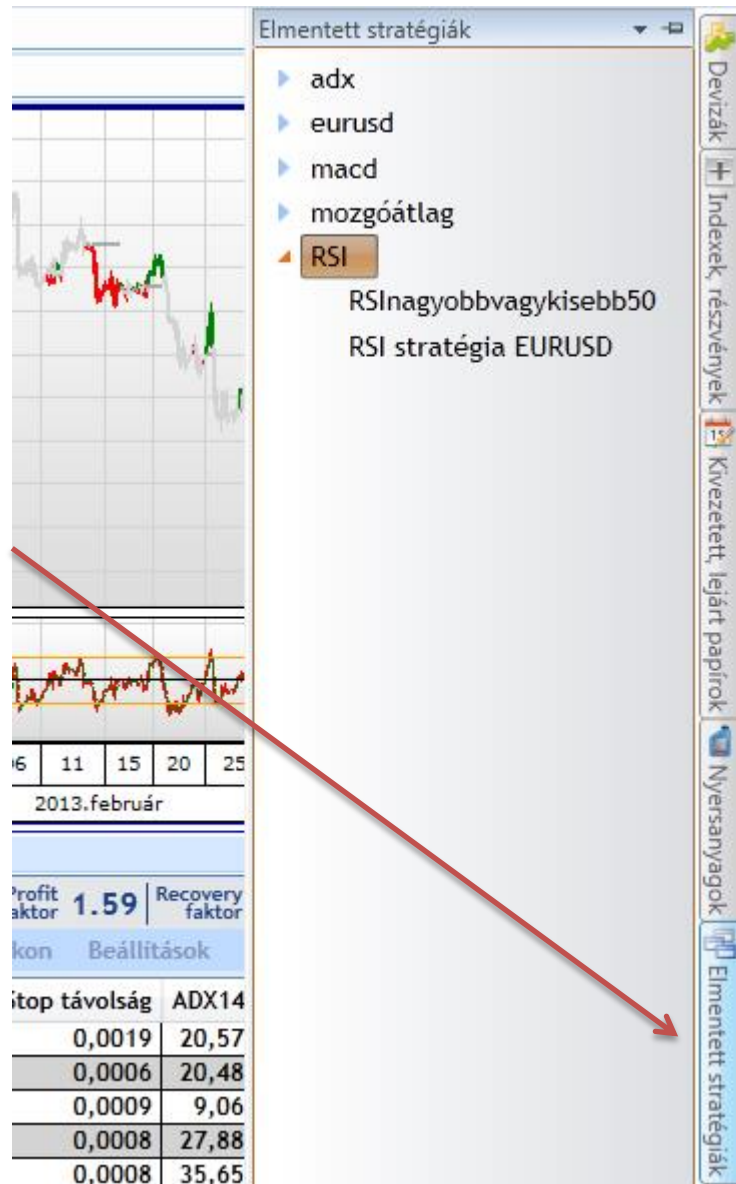 Elmentett stratégiák
adx
eurusd
macd
mozgóátlag
RSI
RSInagyobbvagykisebb50
RSI stratégia EURUSD
Devizák
Indexek, részvények
Kivezetett, lejárt papírok
Nyersanyagok
Elmentett stratégiák
11 15 20 25
2013.február
Profit faktor 1.59 Recovery faktor
Beállítások
Stop távolság ADX14
0,0019 20,57
0,0006 20,48
0,0009 9,06
0,0008 27,88
0,0008 35,65